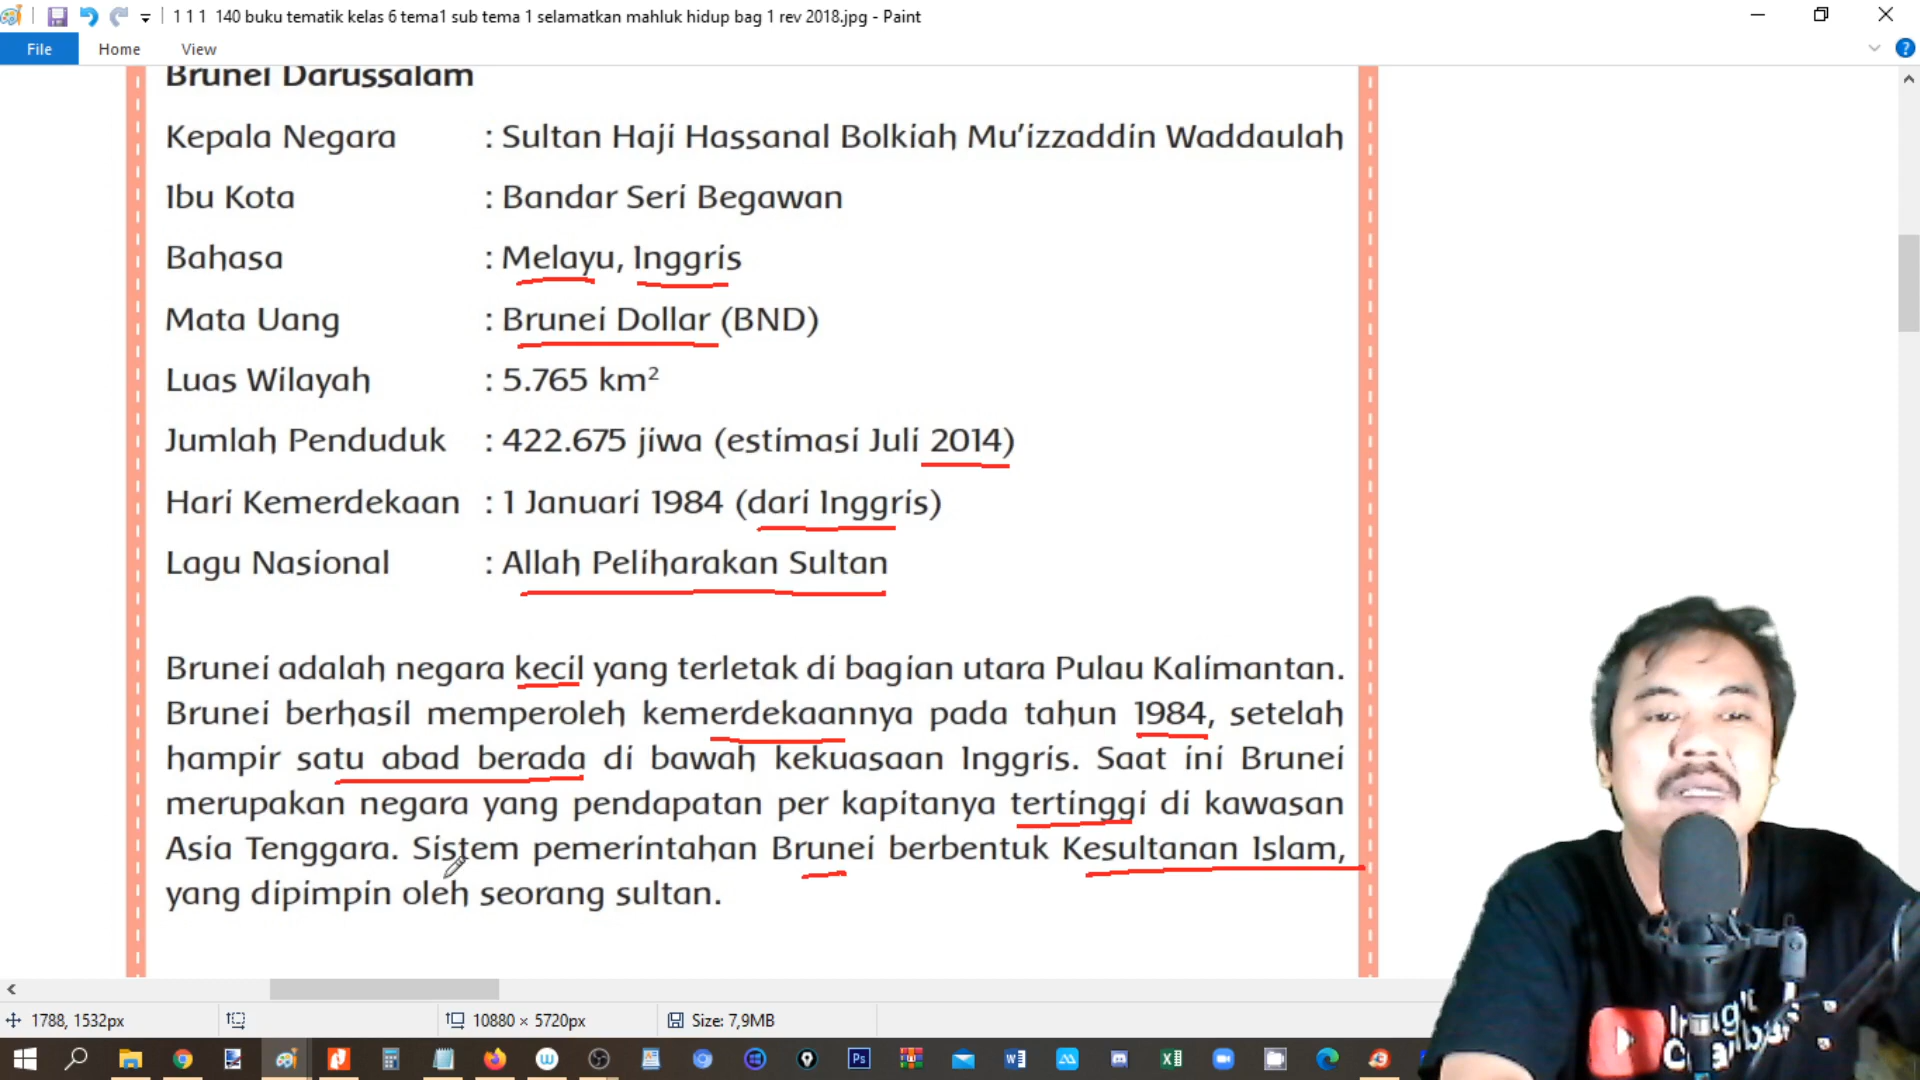 1 1 1  140 buku tematik kelas 6 tema1 sub tema 1 selamatkan mahluk hidup bag 1 rev 2018.jpg - Paint
File Home View
Brunei Darussalam
Kepala Negara : Sultan Haji Hassanal Bolkiah Mu'izzaddin Waddaulah
Ibu Kota : Bandar Seri Begawan
Bahasa : Melayu, Inggris
Mata Uang : Brunei Dollar (BND)
Luas Wilayah : 5.765 km²
Jumlah Penduduk : 422.675 jiwa (estimasi Juli 2014)
Hari Kemerdekaan : 1 Januari 1984 (dari Inggris)
Lagu Nasional : Allah Peliharakan Sultan
Brunei adalah negara kecil yang terletak di bagian utara Pulau Kalimantan.
Brunei berhasil memperoleh kemerdekaannya pada tahun 1984, setelah
hampir satu abad berada di bawah kekuasaan Inggris. Saat ini Brunei
merupakan negara yang pendapatan per kapitanya tertinggi di kawasan
Asia Tenggara. Sistem pemerintahan Brunei berbentuk Kesultanan Islam,
yang dipimpin oleh seorang sultan.
1788, 1532px 10880 × 5720px Size: 7,9MB